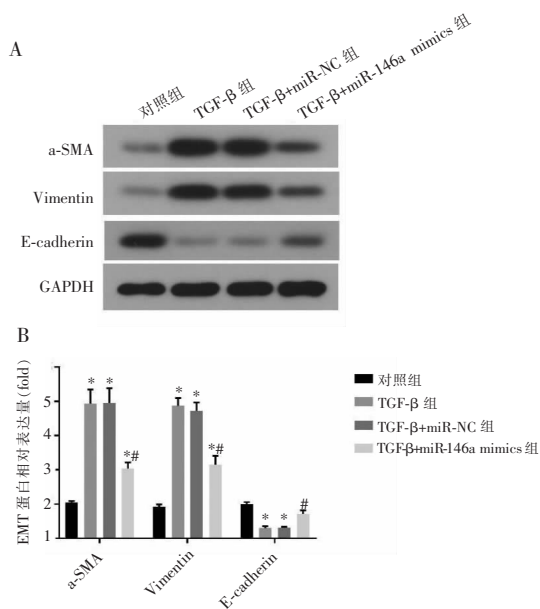 A
对照组
TGF-β 组
TGF-β+miR-NC 组
TGF-β+miR-146a mimics 组
a-SMA
Vimentin
E-cadherin
GAPDH
B
EMT 蛋白相对表达量(fold)
5
4
3
2
1
* *
*#
* *
*#
* *
#
a-SMA
Vimentin
E-cadherin
对照组
TGF-β 组
TGF-β+miR-NC 组
TGF-β+miR-146a mimics 组